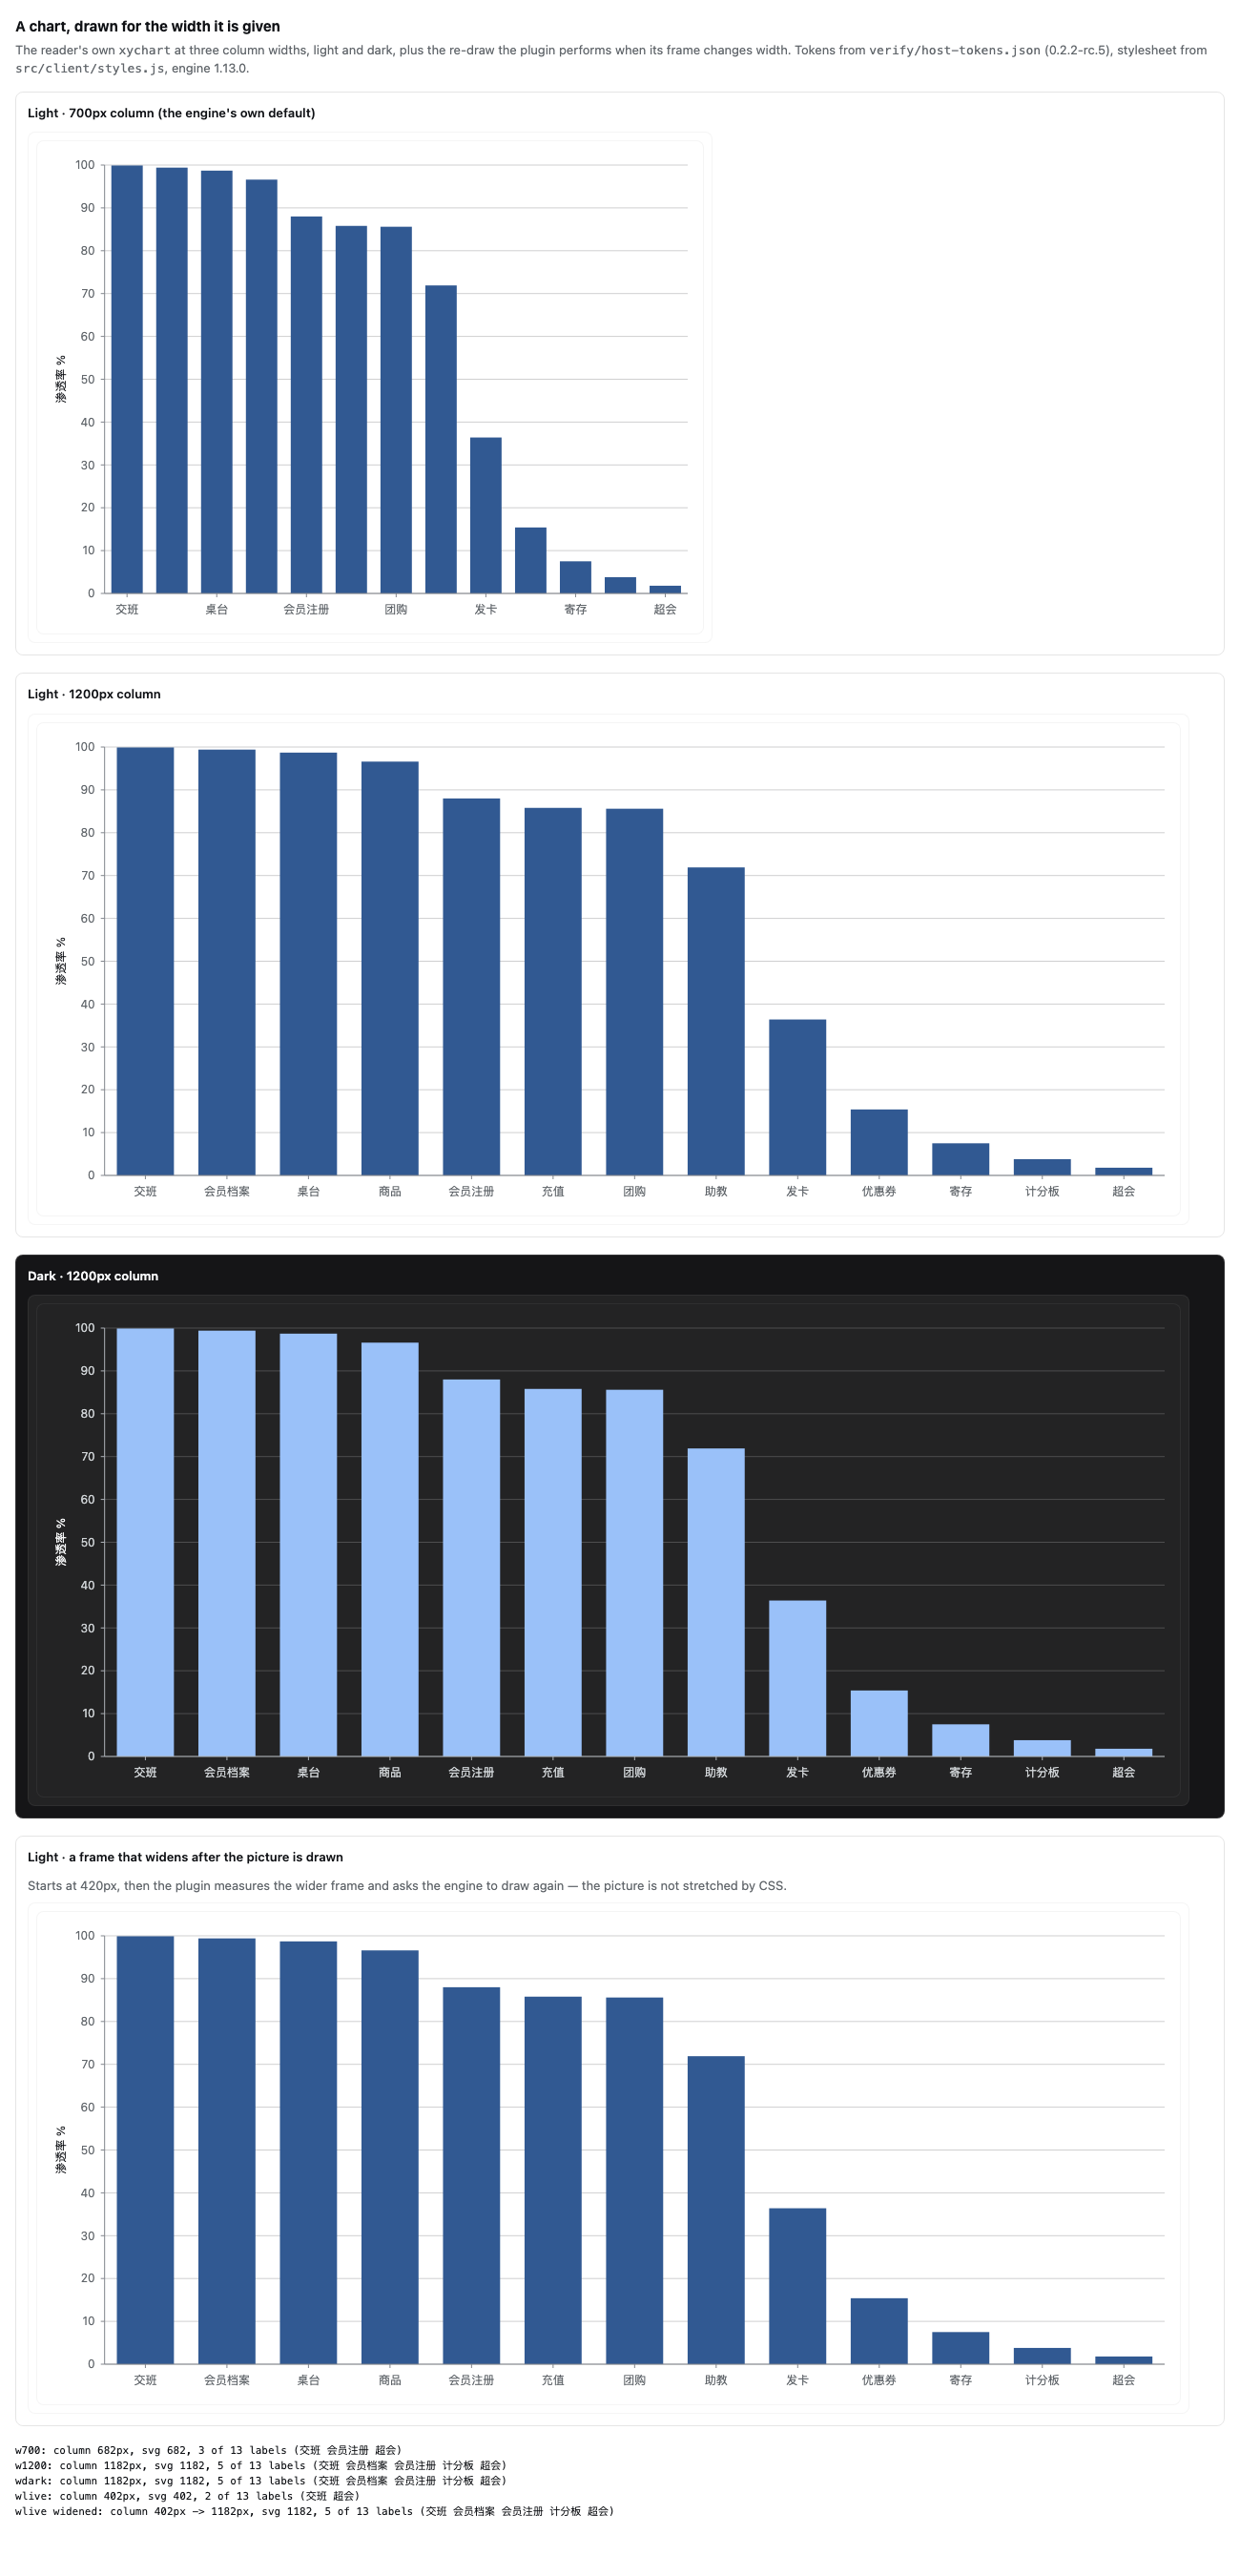 A chart, drawn for the width it is given
The reader's own xychart at three column widths, light and dark, plus the re-draw the plugin performs when its frame changes width. Tokens from verify/host-tokens.json (0.2.2-rc.5), stylesheet from
src/client/styles.js, engine 1.13.0.
Light · 700px column (the engine's own default)
100
90
80
70
60
50
40
30
20
10
0
渗透率 %
交班 桌台 会员注册 团购 发卡 寄存 超会
Light · 1200px column
100
90
80
70
60
50
40
30
20
10
0
渗透率 %
交班 会员档案 桌台 商品 会员注册 充值 团购 助教 发卡 优惠券 寄存 计分板 超会
Dark · 1200px column
100
90
80
70
60
50
40
30
20
10
0
渗透率 %
交班 会员档案 桌台 商品 会员注册 充值 团购 助教 发卡 优惠券 寄存 计分板 超会
Light · a frame that widens after the picture is drawn
Starts at 420px, then the plugin measures the wider frame and asks the engine to draw again — the picture is not stretched by CSS.
100
90
80
70
60
50
40
30
20
10
0
渗透率 %
交班 会员档案 桌台 商品 会员注册 充值 团购 助教 发卡 优惠券 寄存 计分板 超会
w700: column 682px, svg 682, 3 of 13 labels (交班 会员注册 超会)
w1200: column 1182px, svg 1182, 5 of 13 labels (交班 会员档案 会员注册 计分板 超会)
wdark: column 1182px, svg 1182, 5 of 13 labels (交班 会员档案 会员注册 计分板 超会)
wlive: column 402px, svg 402, 2 of 13 labels (交班 超会)
wlive widened: column 402px —> 1182px, svg 1182, 5 of 13 labels (交班 会员档案 会员注册 计分板 超会)